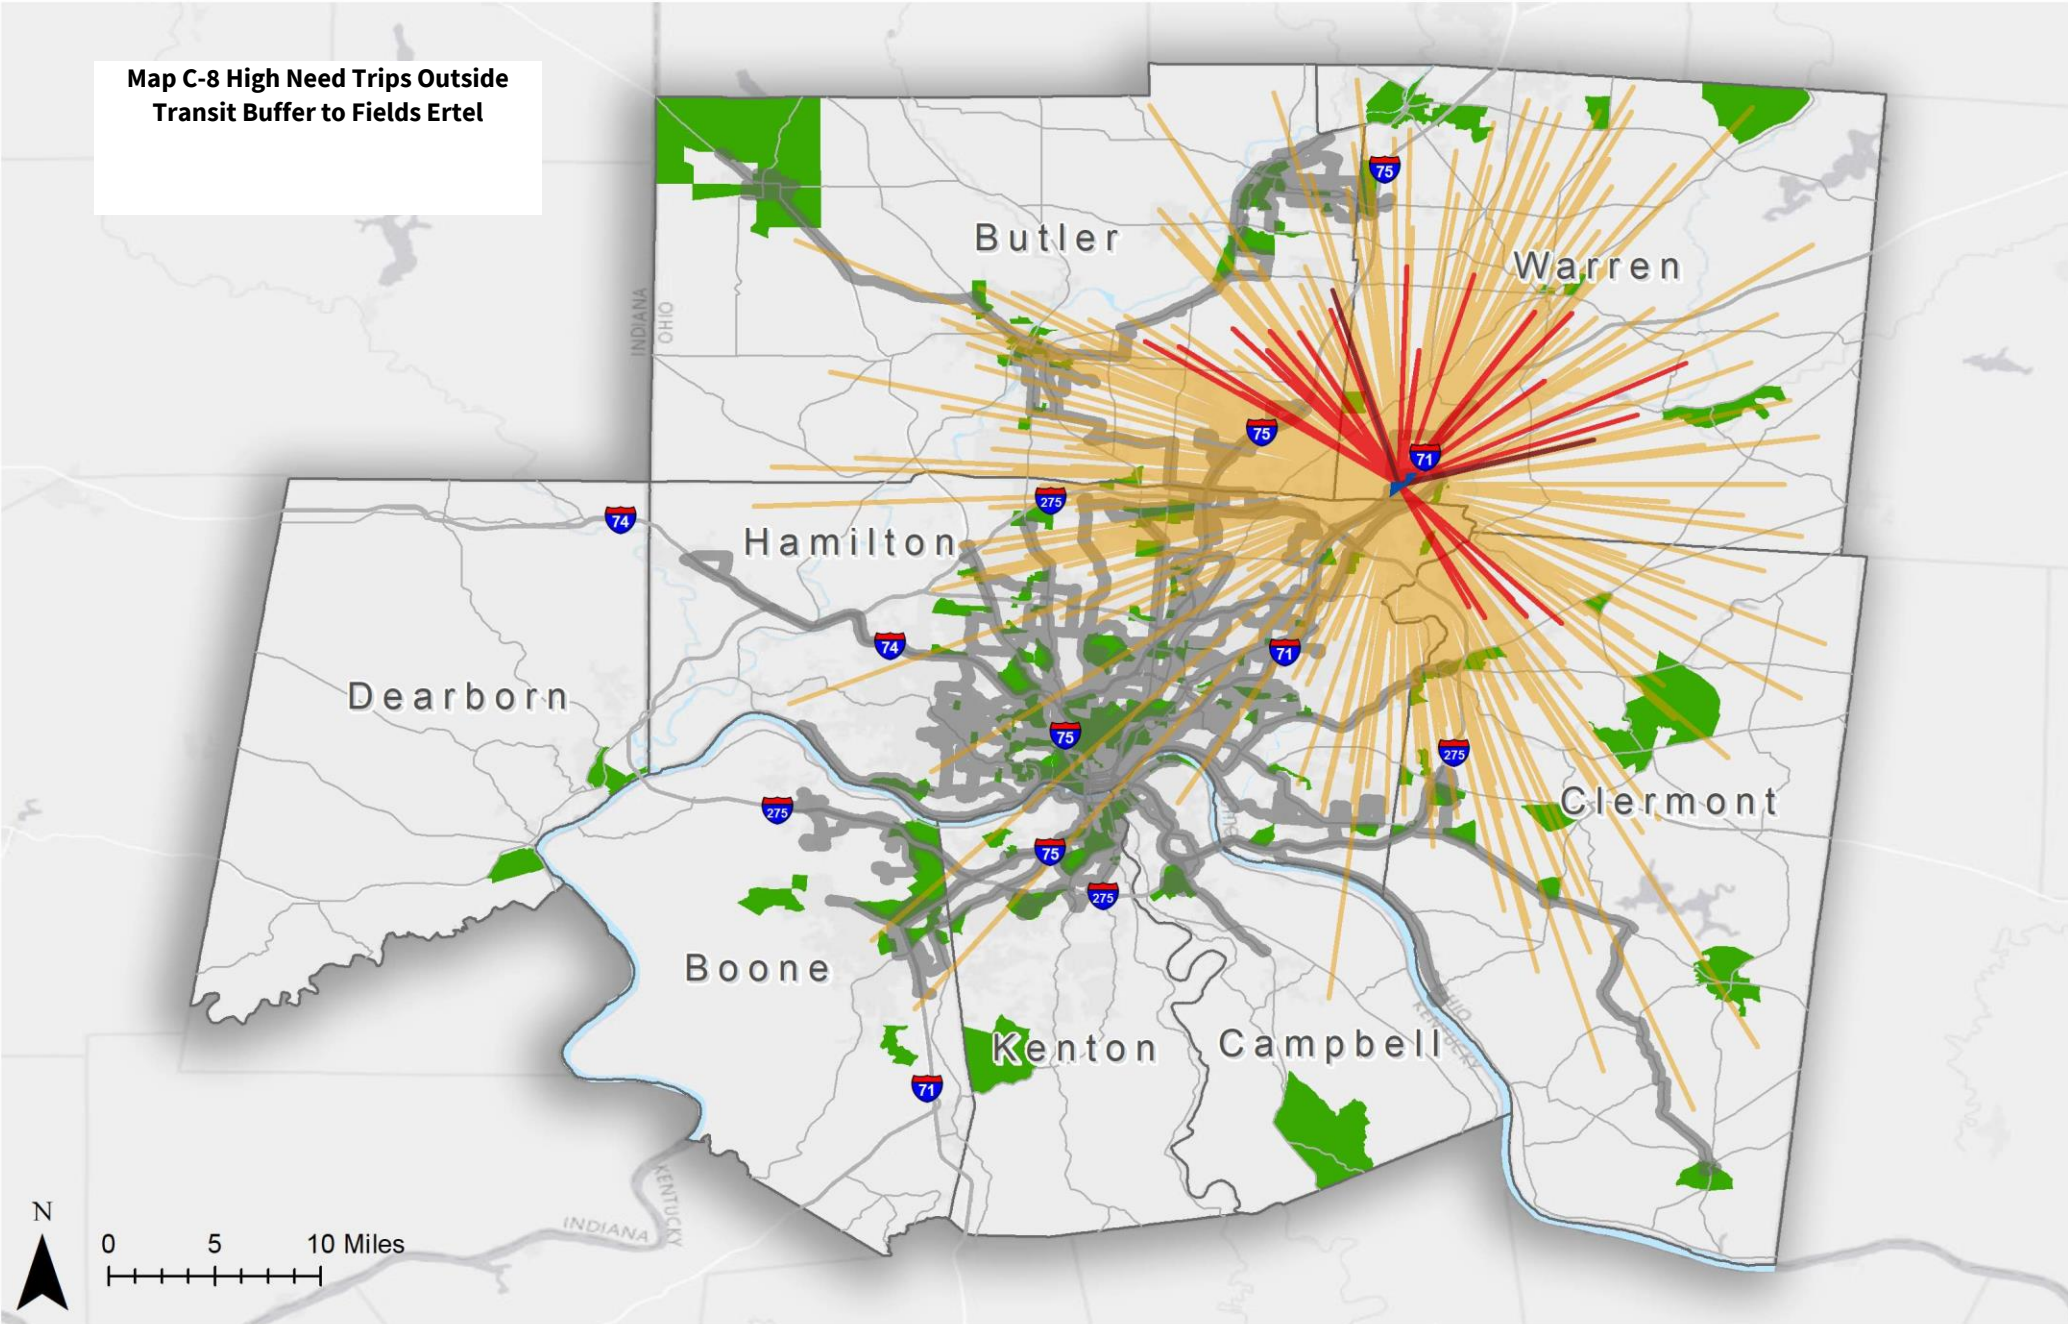 Map C-8 High Need Trips Outside
Transit Buffer to Fields Ertel
75
Butler
Warren
INDIANA
OHIO
75
71
275
74
Hamilton
74
71
Dearborn
75
275
Clermont
275
75
275
Boone
OHIO
KENTUCKY
Kenton
Campbell
71
KENTUCKY
INDIANA
N
0 5 10 Miles